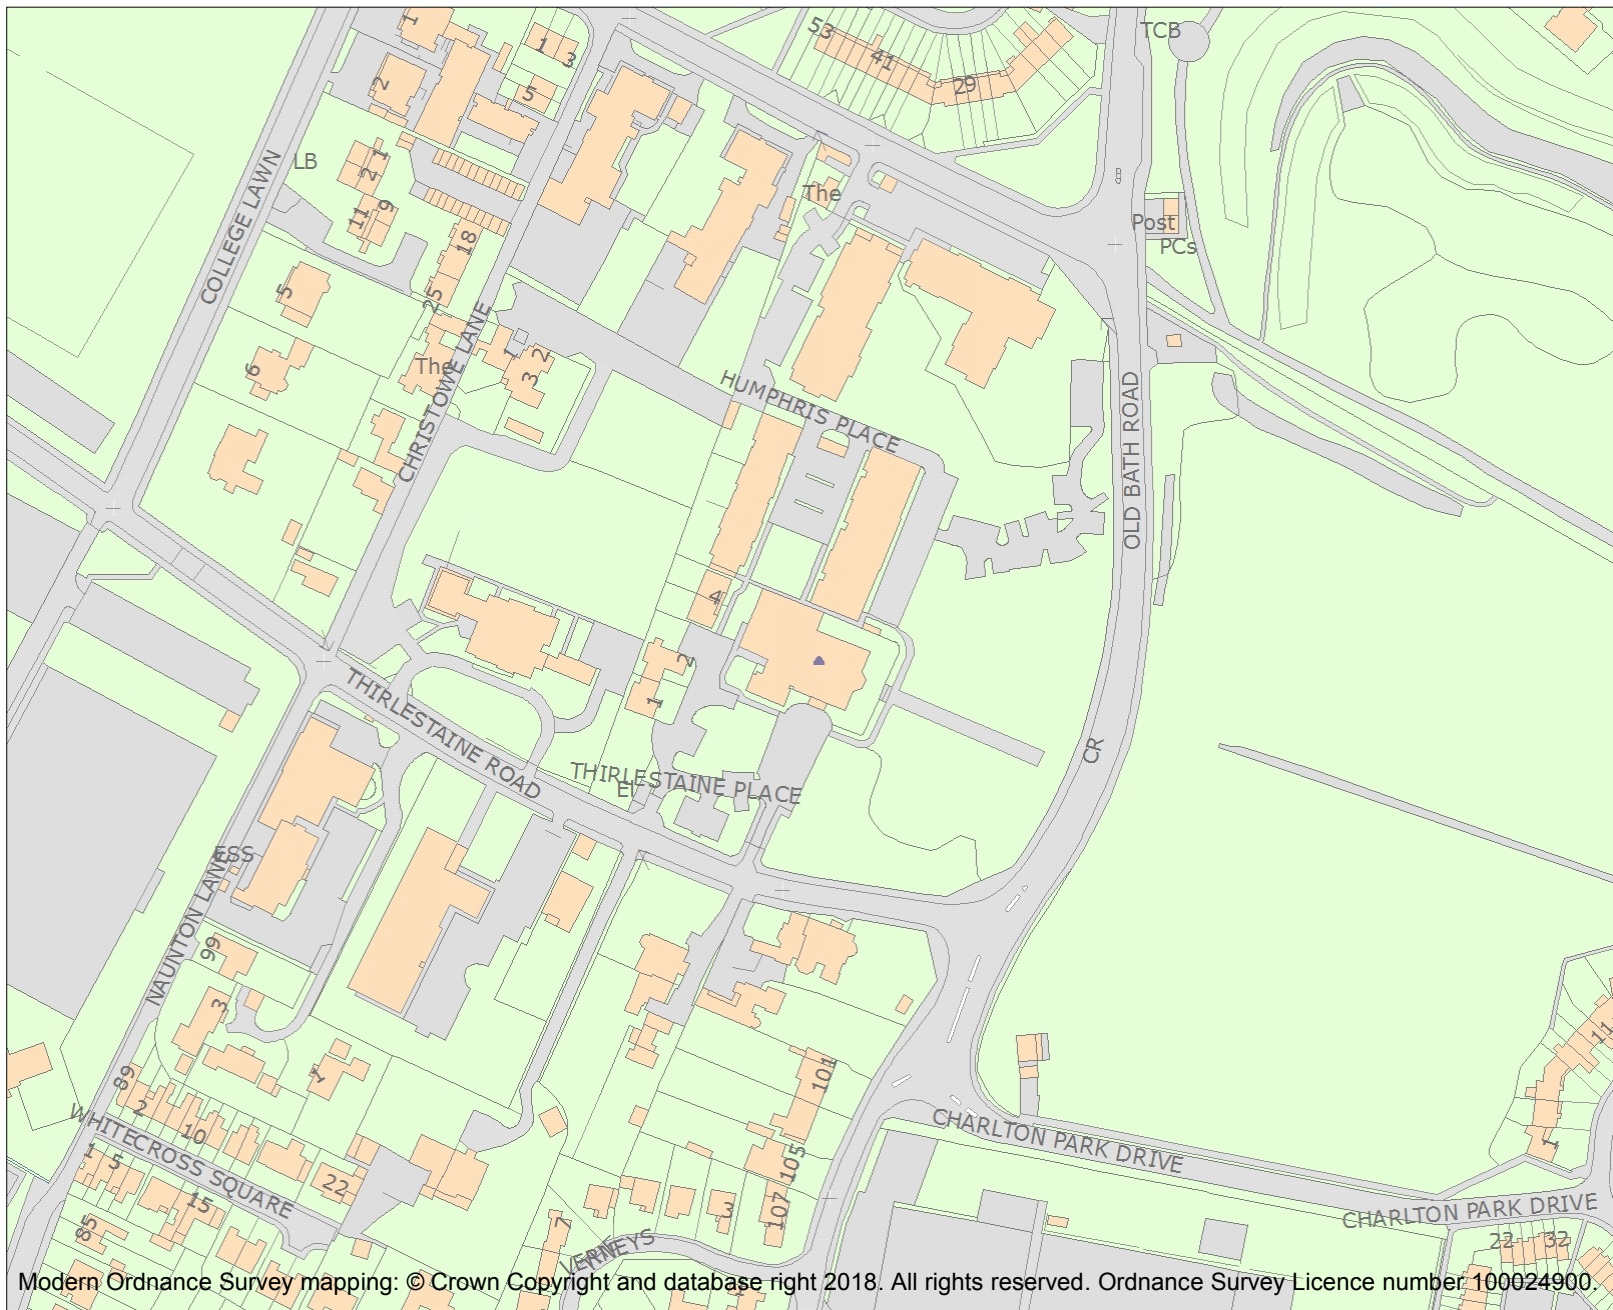 1
1
3
53
41
29
TCB
2
5
LB
1
2
11
9
The
18
Post
PCs
COLLEGE LAWN
5
25
The
1
2
3
6
CHRISTOWE LANE
HUMPHRIS PLACE
OLD BATH ROAD
4
2
1
THIRLESTAINE ROAD
THIRLESTAINE PLACE
El
CR
ESS
NAUNTON LANE
99
3
1
89
2
10
WHITECROSS SQUARE
1
5
22
15
85
101
105
107
3
7
VERNEYS
CHARLTON PARK DRIVE
CHARLTON PARK DRIVE
11
1
22
32
Modern Ordnance Survey mapping: © Crown Copyright and database right 2018. All rights reserved. Ordnance Survey Licence number 100024900.